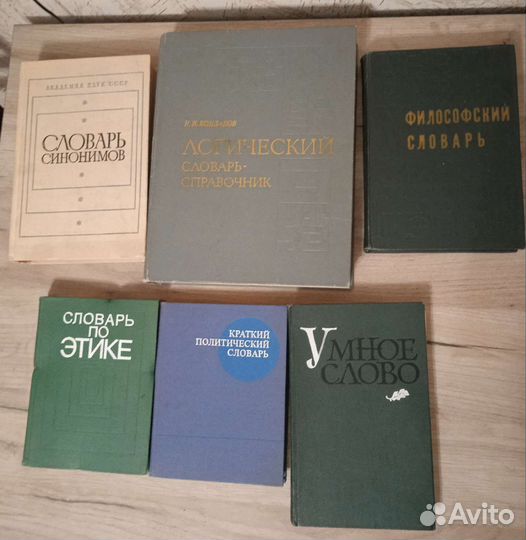 АКАДЕМИЯ НАУК СССР
СЛОВАРЬ
СИНОНИМОВ
Н. И. КОНДАКОВ
ЛОГИЧЕСКИЙ
СЛОВАРЬ-
СПРАВОЧНИК
ФИЛОСОФСКИЙ
СЛОВАРЬ
СЛОВАРЬ
ПО
ЭТИКЕ
КРАТКИЙ
ПОЛИТИЧЕСКИЙ
СЛОВАРЬ
УМНОЕ
СЛОВО
Avito